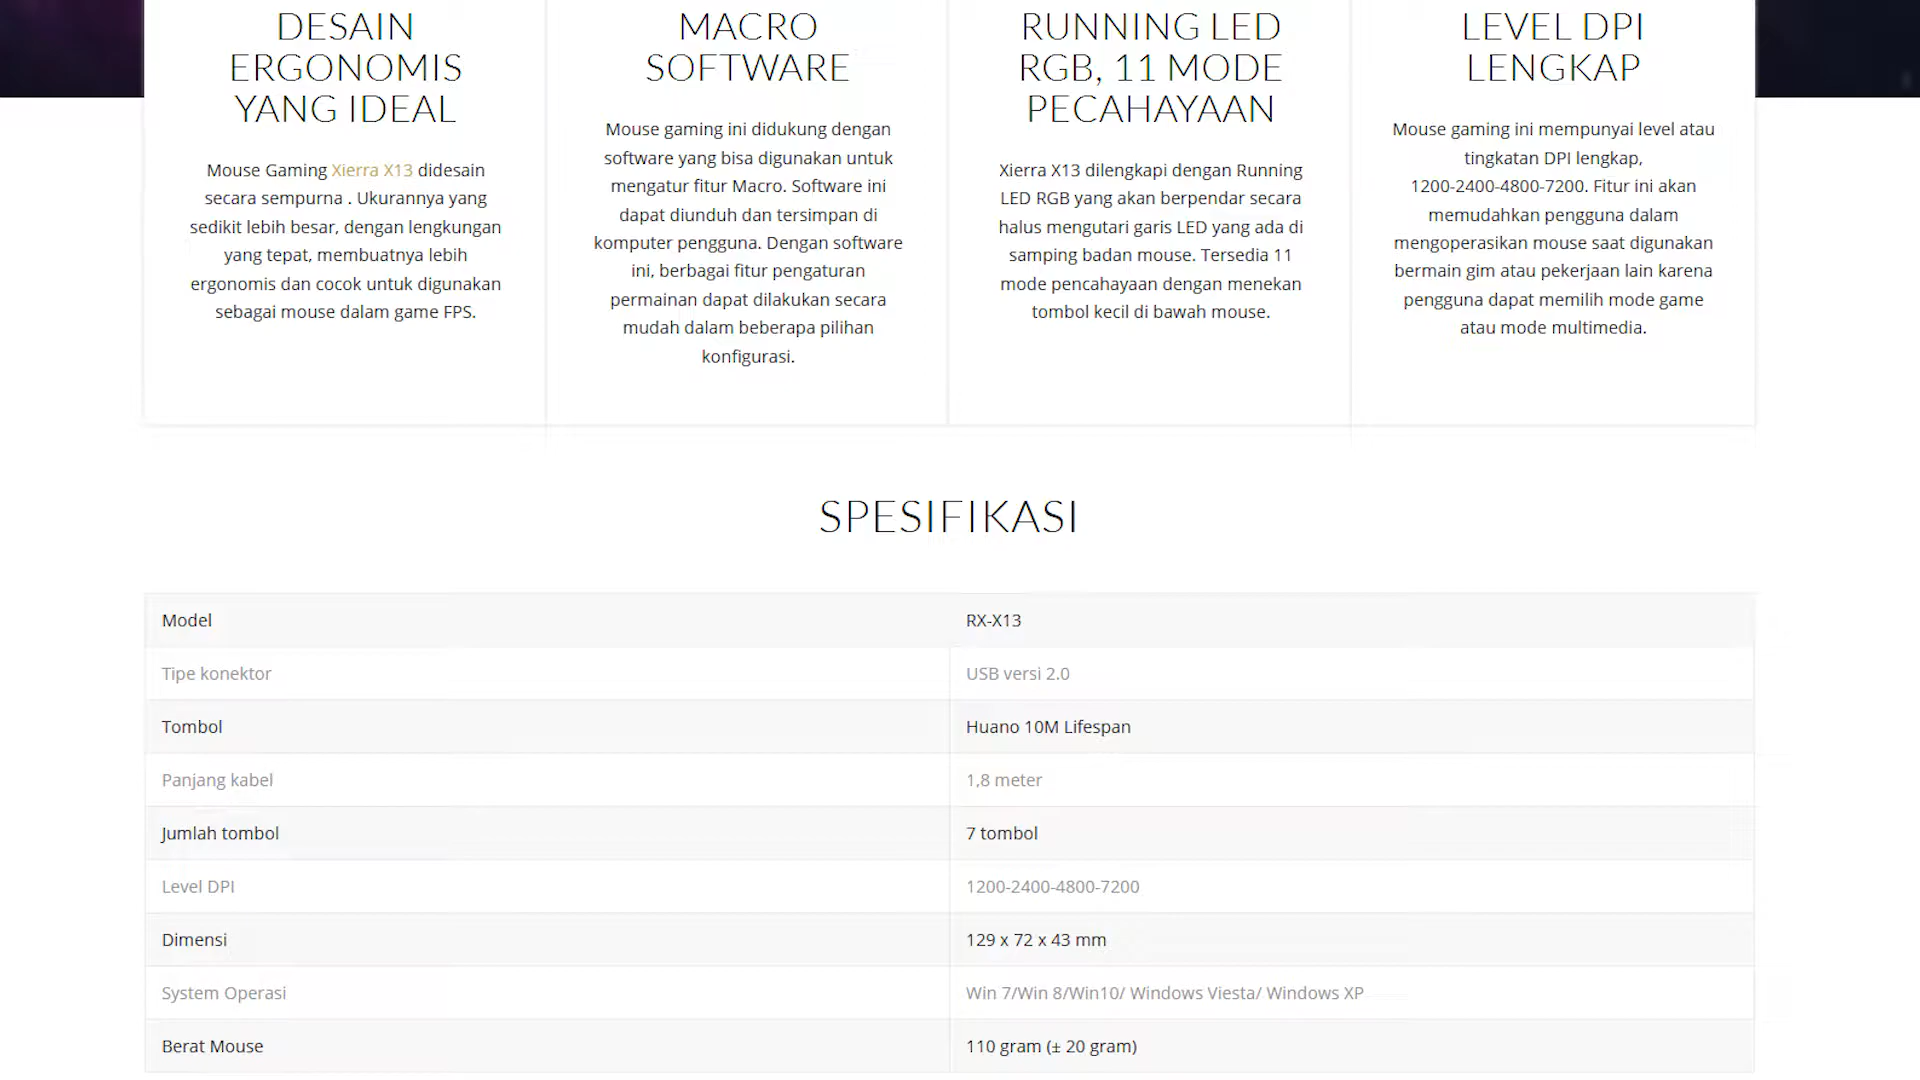 DESAIN
ERGONOMIS
YANG IDEAL
Mouse Gaming Xierra X13 didesain
secara sempurna . Ukurannya yang
sedikit lebih besar, dengan lengkungan
yang tepat, membuatnya lebih
ergonomis dan cocok untuk digunakan
sebagai mouse dalam game FPS.
MACRO
SOFTWARE
Mouse gaming ini didukung dengan
software yang bisa digunakan untuk
mengatur fitur Macro. Software ini
dapat diunduh dan tersimpan di
komputer pengguna. Dengan software
ini, berbagai fitur pengaturan
permainan dapat dilakukan secara
mudah dalam beberapa pilihan
konfigurasi.
RUNNING LED
RGB, 11 MODE
PECAHAYAAN
Xierra X13 dilengkapi dengan Running
LED RGB yang akan berpendar secara
halus mengutari garis LED yang ada di
samping badan mouse. Tersedia 11
mode pencahayaan dengan menekan
tombol kecil di bawah mouse.
LEVEL DPI
LENGKAP
Mouse gaming ini mempunyai level atau
tingkatan DPI lengkap,
1200-2400-4800-7200. Fitur ini akan
memudahkan pengguna dalam
mengoperasikan mouse saat digunakan
bermain gim atau pekerjaan lain karena
pengguna dapat memilih mode game
atau mode multimedia.
SPESIFIKASI
Model RX-X13
Tipe konektor USB versi 2.0
Tombol Huano 10M Lifespan
Panjang kabel 1,8 meter
Jumlah tombol 7 tombol
Level DPI 1200-2400-4800-7200
Dimensi 129 x 72 x 43 mm
System Operasi Win 7/Win 8/Win10/ Windows Viesta/ Windows XP
Berat Mouse 110 gram (± 20 gram)